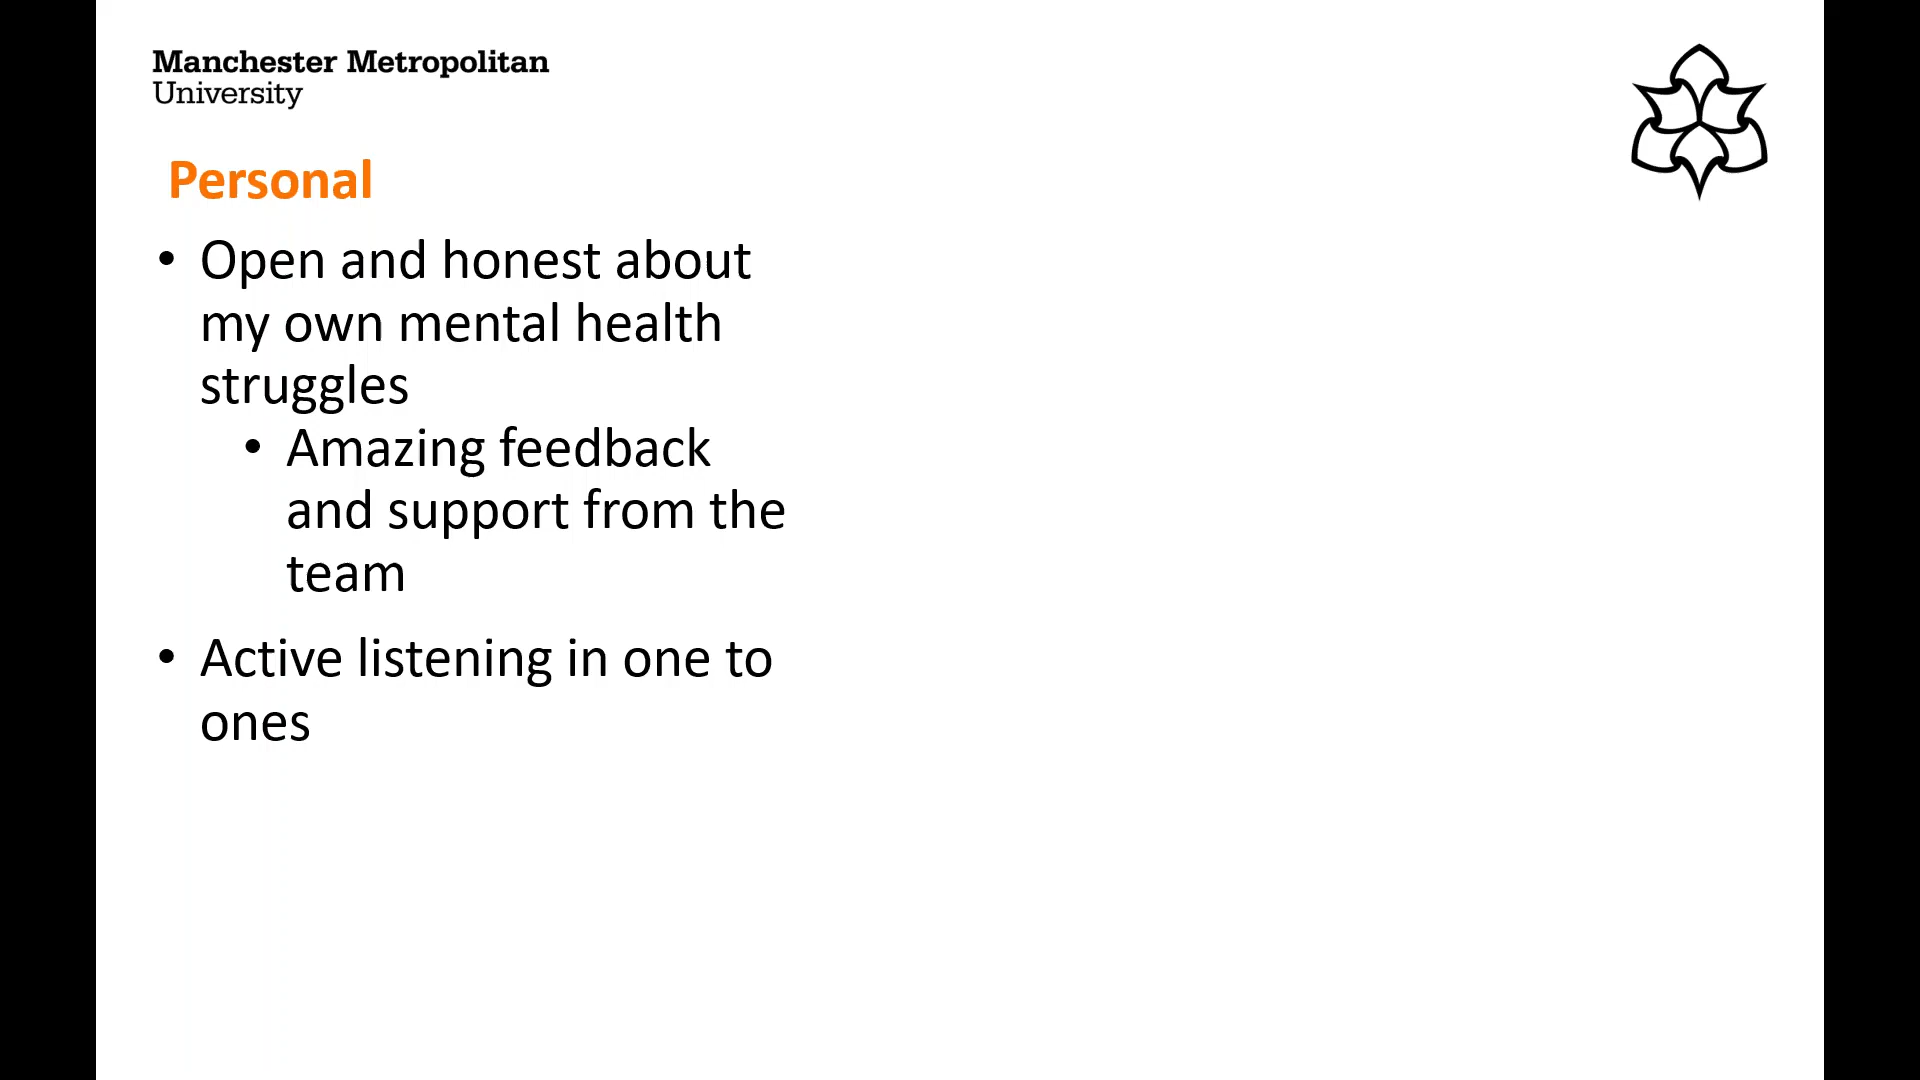 Manchester Metropolitan
University
Personal
• Open and honest about
my own mental health
struggles
• Amazing feedback
and support from the
team
• Active listening in one to
ones